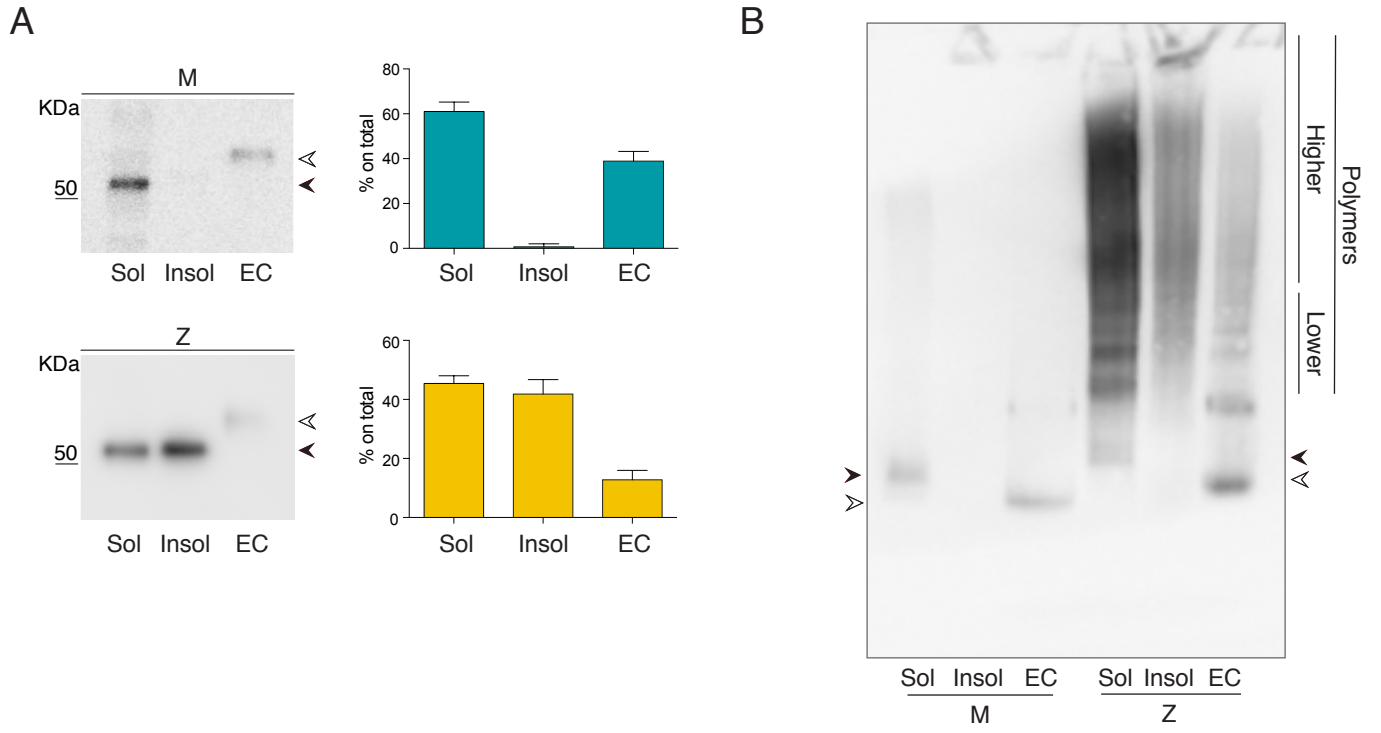 A
M
KDa
50
Sol Insol EC
% on total
80
60
40
20
0
Sol Insol EC
Z
KDa
50
Sol Insol EC
% on total
60
40
20
0
Sol Insol EC
B
Higher
Lower
Polymers
Sol Insol EC Sol Insol EC
M Z